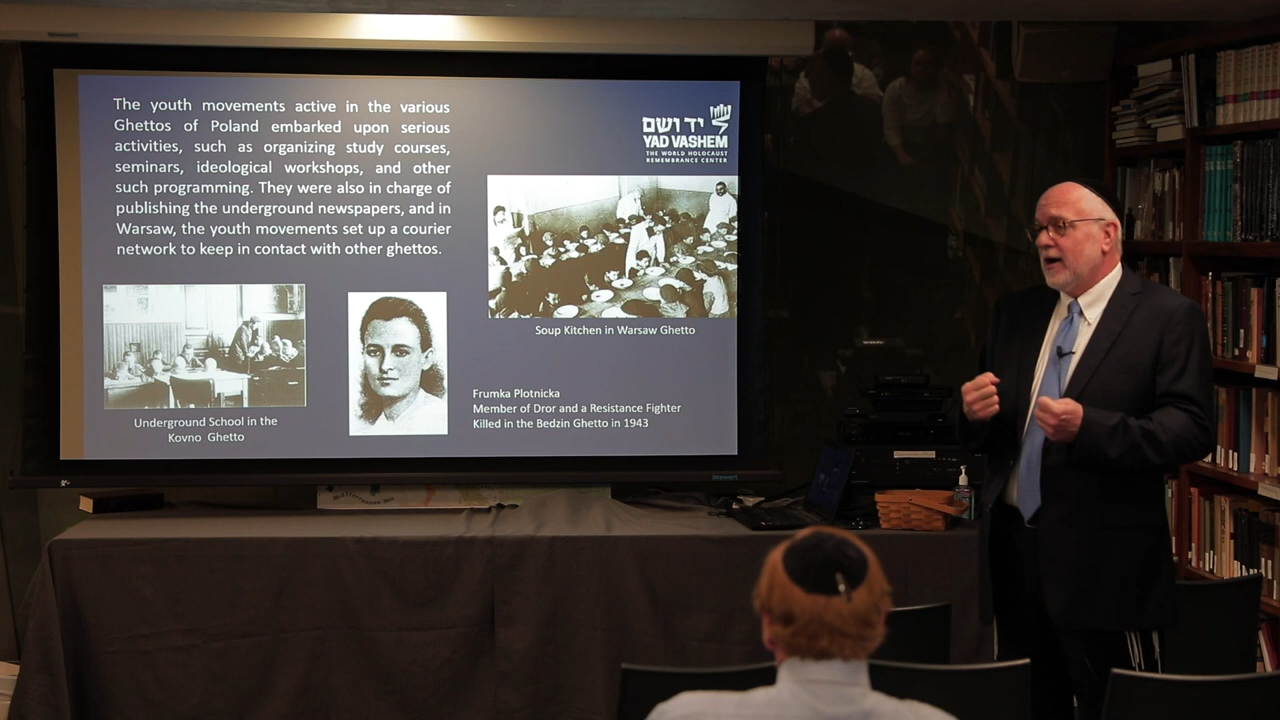 The youth movements active in the various
Ghettos of Poland embarked upon serious
activities, such as organizing study courses,
seminars, ideological workshops, and other
such programming. They were also in charge of
publishing the underground newspapers, and in
Warsaw, the youth movements set up a courier
network to keep in contact with other ghettos.
יד ושם
YAD VASHEM
THE WORLD HOLOCAUST
REMEMBRANCE CENTER
Soup Kitchen in Warsaw Ghetto
Underground School in the
Kovno Ghetto
Frumka Plotnicka
Member of Dror and a Resistance Fighter
Killed in the Bedzin Ghetto in 1943
Stewart